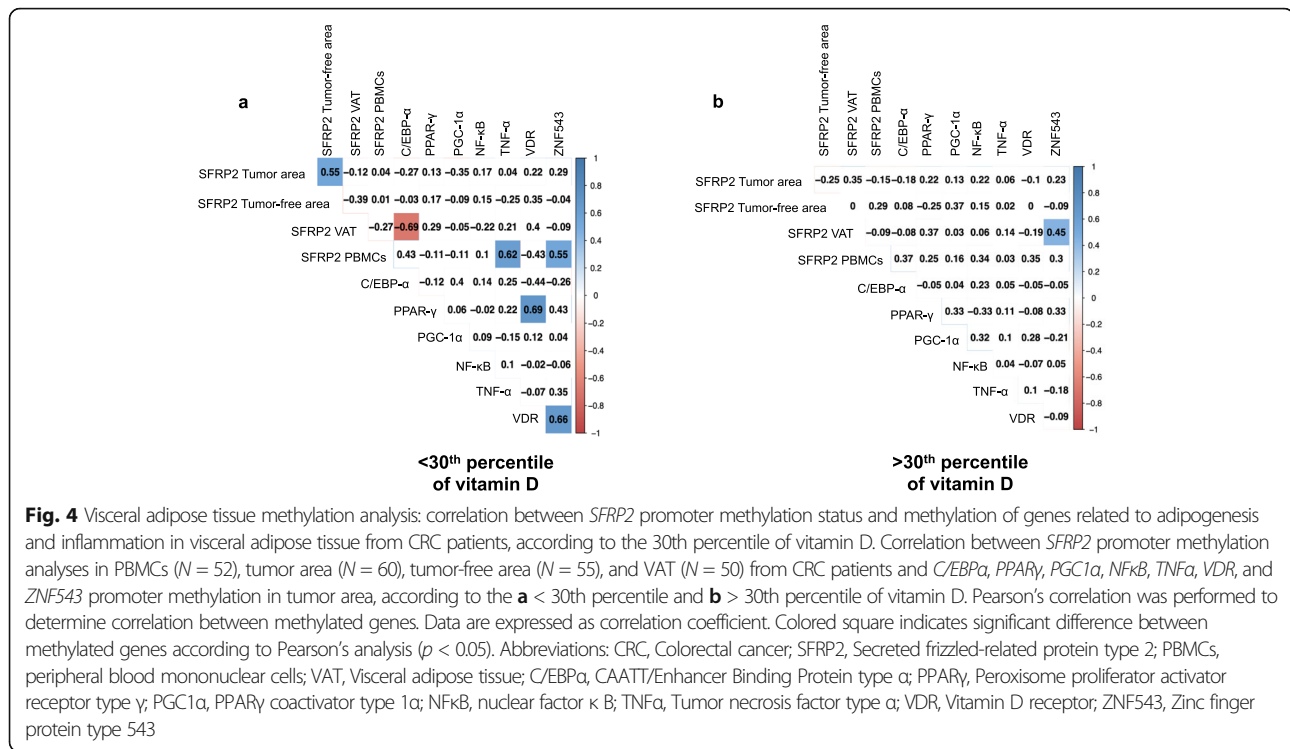 a
SFRP2 Tumor-free area
SFRP2 VAT
SFRP2 PBMCs
C/EBP-α
PPAR-γ
PGC-1α
NF-κB
TNF-α
VDR
ZNF543
SFRP2 Tumor area 0.55 −0.12 0.04 −0.27 0.13 −0.35 0.17 0.04 0.22 0.29
SFRP2 Tumor-free area −0.39 0.01 −0.03 0.17 −0.09 0.15 −0.25 0.35 −0.04
SFRP2 VAT −0.27 −0.69 0.29 −0.05 −0.22 0.21 0.4 −0.09
SFRP2 PBMCs 0.43 −0.11 −0.11 0.1 0.62 −0.43 0.55
C/EBP-α −0.12 0.4 0.14 0.25 −0.44 −0.26
PPAR-γ 0.06 −0.02 0.22 0.69 0.43
PGC-1α 0.09 −0.15 0.12 0.04
NF-κB 0.1 −0.02 −0.06
TNF-α −0.07 0.35
VDR 0.66
1
0.8
0.6
0.4
0.2
0
−0.2
−0.4
−0.6
−0.8
−1
<30th percentile
of vitamin D
b
SFRP2 Tumor-free area
SFRP2 VAT
SFRP2 PBMCs
C/EBP-α
PPAR-γ
PGC-1α
NF-κB
TNF-α
VDR
ZNF543
SFRP2 Tumor area −0.25 0.35 −0.15 −0.18 0.22 0.13 0.22 0.06 −0.1 0.23
SFRP2 Tumor-free area 0 0.29 0.08 −0.25 0.37 0.15 0.02 0 −0.09
SFRP2 VAT −0.09 −0.08 0.37 0.03 0.06 0.14 −0.19 0.45
SFRP2 PBMCs 0.37 0.25 0.16 0.34 0.03 0.35 0.3
C/EBP-α −0.05 0.04 0.23 0.05 −0.05 −0.05
PPAR-γ 0.33 −0.33 0.11 −0.08 0.33
PGC-1α 0.32 0.1 0.28 −0.21
NF-κB 0.04 −0.07 0.05
TNF-α 0.1 −0.18
VDR −0.09
1
0.8
0.6
0.4
0.2
0
−0.2
−0.4
−0.6
−0.8
−1
>30th percentile
of vitamin D
Fig. 4 Visceral adipose tissue methylation analysis: correlation between SFRP2 promoter methylation status and methylation of genes related to adipogenesis
and inflammation in visceral adipose tissue from CRC patients, according to the 30th percentile of vitamin D. Correlation between SFRP2 promoter methylation
analyses in PBMCs (N = 52), tumor area (N = 60), tumor-free area (N = 55), and VAT (N = 50) from CRC patients and C/EBPα, PPARγ, PGC1α, NFκB, TNFα, VDR, and
ZNF543 promoter methylation in tumor area, according to the a < 30th percentile and b > 30th percentile of vitamin D. Pearson's correlation was performed to
determine correlation between methylated genes. Data are expressed as correlation coefficient. Colored square indicates significant difference between
methylated genes according to Pearson's analysis (p < 0.05). Abbreviations: CRC, Colorectal cancer; SFRP2, Secreted frizzled-related protein type 2; PBMCs,
peripheral blood mononuclear cells; VAT, Visceral adipose tissue; C/EBPα, CAATT/Enhancer Binding Protein type α; PPARγ, Peroxisome proliferator activator
receptor type γ; PGC1α, PPARγ coactivator type 1α; NFκB, nuclear factor κ B; TNFα, Tumor necrosis factor type α; VDR, Vitamin D receptor; ZNF543, Zinc finger
protein type 543